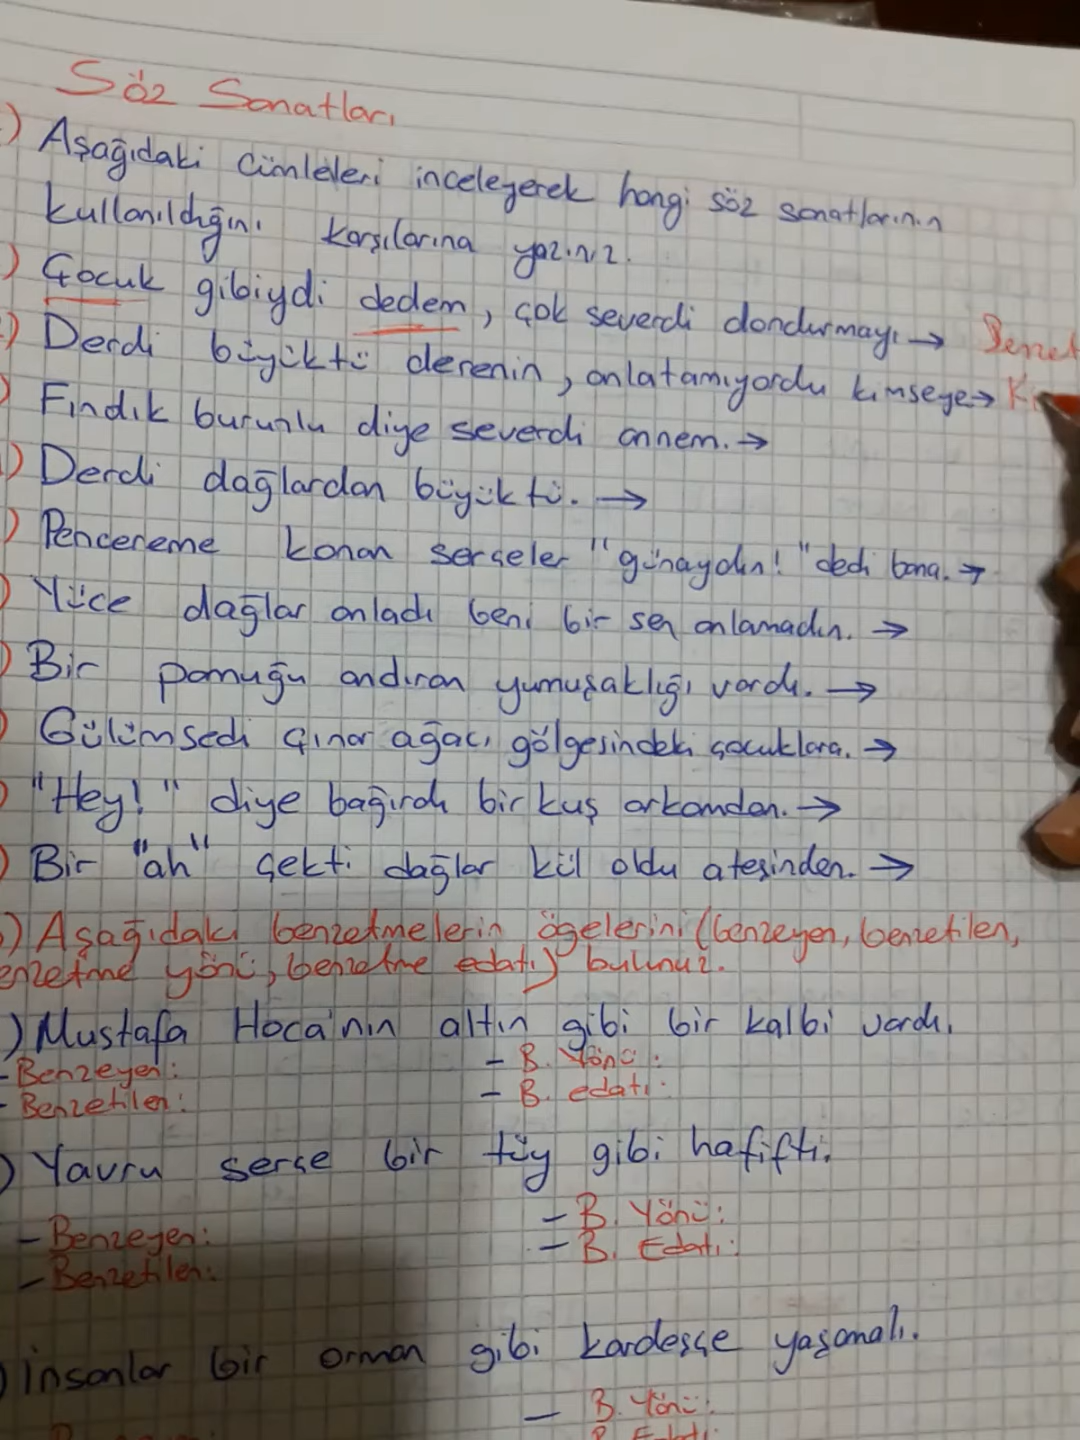 Söz Sanatları
) Aşağıdaki cümleleri inceleyerek hangi söz sanatlarının
kullanıldığını karşılarına yazınız.
) Çocuk gibiydi dedem, çok severdi dondurmayı →
) Derdi büyüktü derenin, anlatamıyordu kimseye →
) Fındık burunlu diye severdi annem. →
) Derdi dağlardan büyüktü. →
) Pencereme konan serçeler "günaydın!" dedi bana. →
) Yüce dağlar anladı beni bir sen anlamadın. →
) Bir pamuğu andıran yumuşaklığı vardı. →
) Gülümsedi çınar ağacı gölgesindeki çocuklara. →
) "Hey!" diye bağırdı bir kuş arkamdan. →
) Bir "ah" çekti dağlar kül oldu ateşinden. →
) Aşağıdaki benzetmelerin ögelerini (benzeyen, benzetilen,
enzetme yönü, benzetme edatı) bulunuz.
) Mustafa Hoca'nın altın gibi bir kalbi vardı.
- Benzeyen: - B. Yönü:
- Benzetilen: - B. edatı:
) Yavru serçe bir tüy gibi hafifti.
- Benzeyen: - B. Yönü:
- Benzetilen: - B. Edatı:
) İnsanlar bir orman gibi kardeşçe yaşamalı.
- B. Yönü: